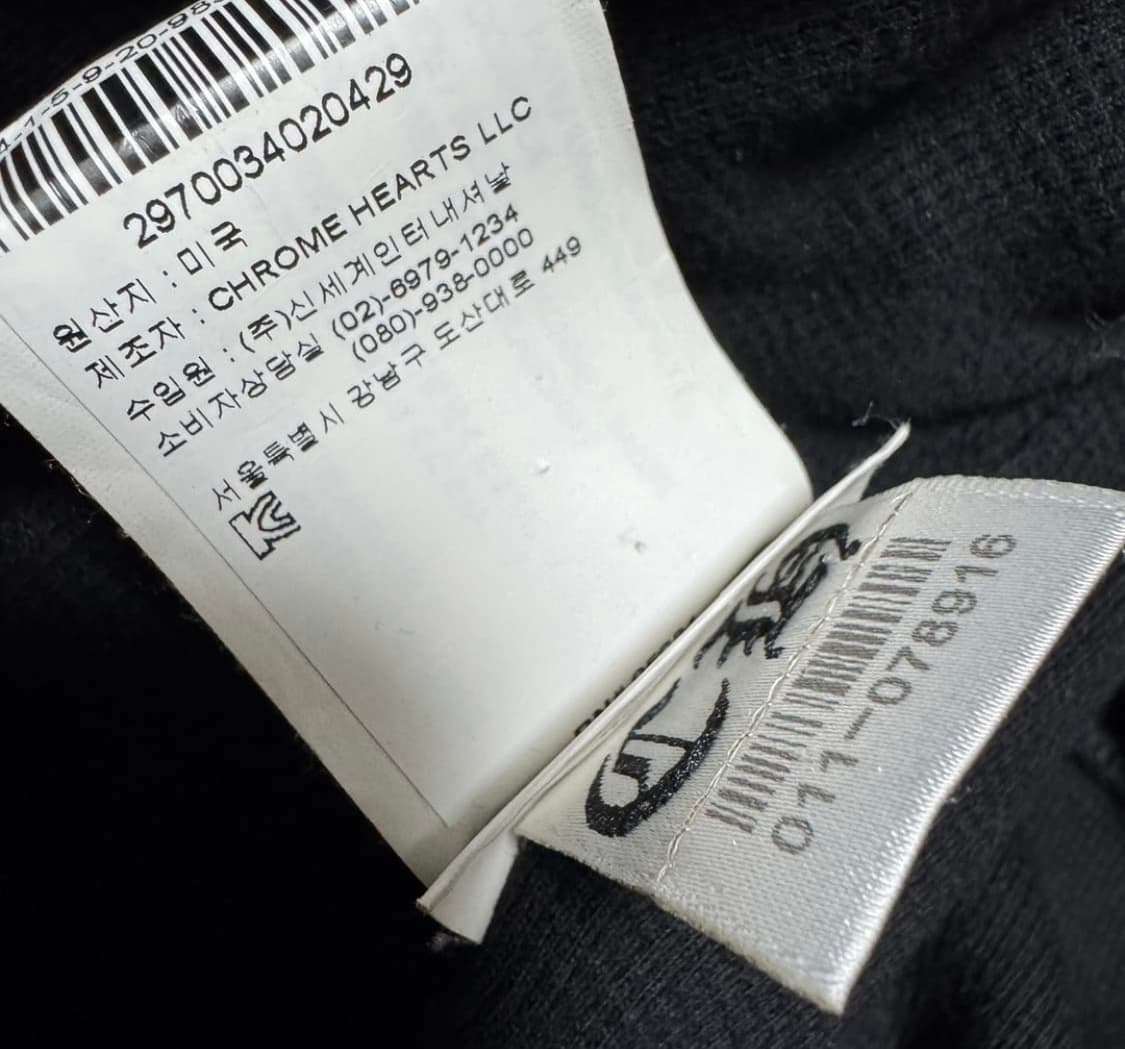 2970034020429
원산지 : 미국
제조자 : CHROME HEARTS LLC
수입원 : (주)신세계인터내셔날
소비자상담실 (02)-6979-1234
(080)-938-0000
서울특별시 강남구 도산대로 449
011-078916